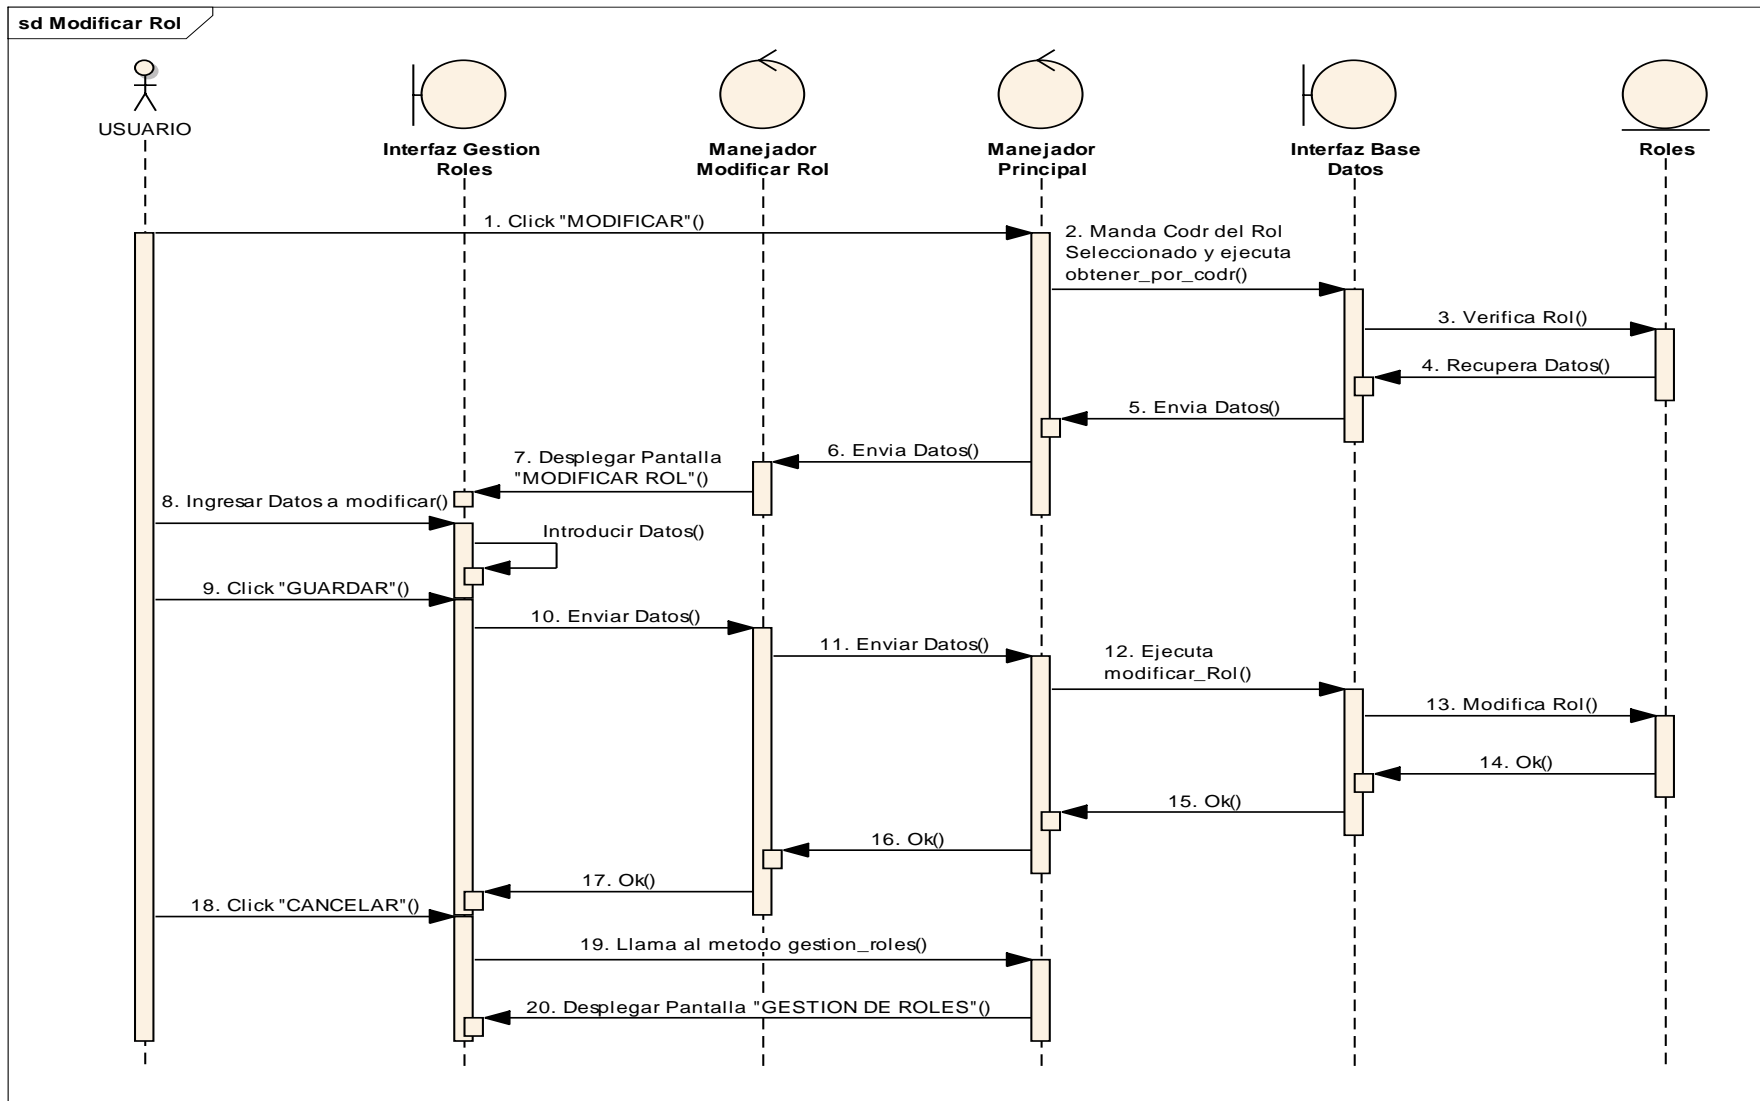 sd Modificar Rol
USUARIO
Interfaz Gestion
Roles
Manejador
Modificar Rol
Manejador
Principal
Interfaz Base
Datos
Roles
1. Click "MODIFICAR"()
2. Manda Codr del Rol
Seleccionado y ejecuta
obtener_por_codr()
3. Verifica Rol()
4. Recupera Datos()
5. Envia Datos()
6. Envia Datos()
7. Desplegar Pantalla
"MODIFICAR ROL"()
8. Ingresar Datos a modificar()
Introducir Datos()
9. Click "GUARDAR"()
10. Enviar Datos()
11. Enviar Datos()
12. Ejecuta
modificar_Rol()
13. Modifica Rol()
14. Ok()
15. Ok()
16. Ok()
17. Ok()
18. Click "CANCELAR"()
19. Llama al metodo gestion_roles()
20. Desplegar Pantalla "GESTION DE ROLES"()